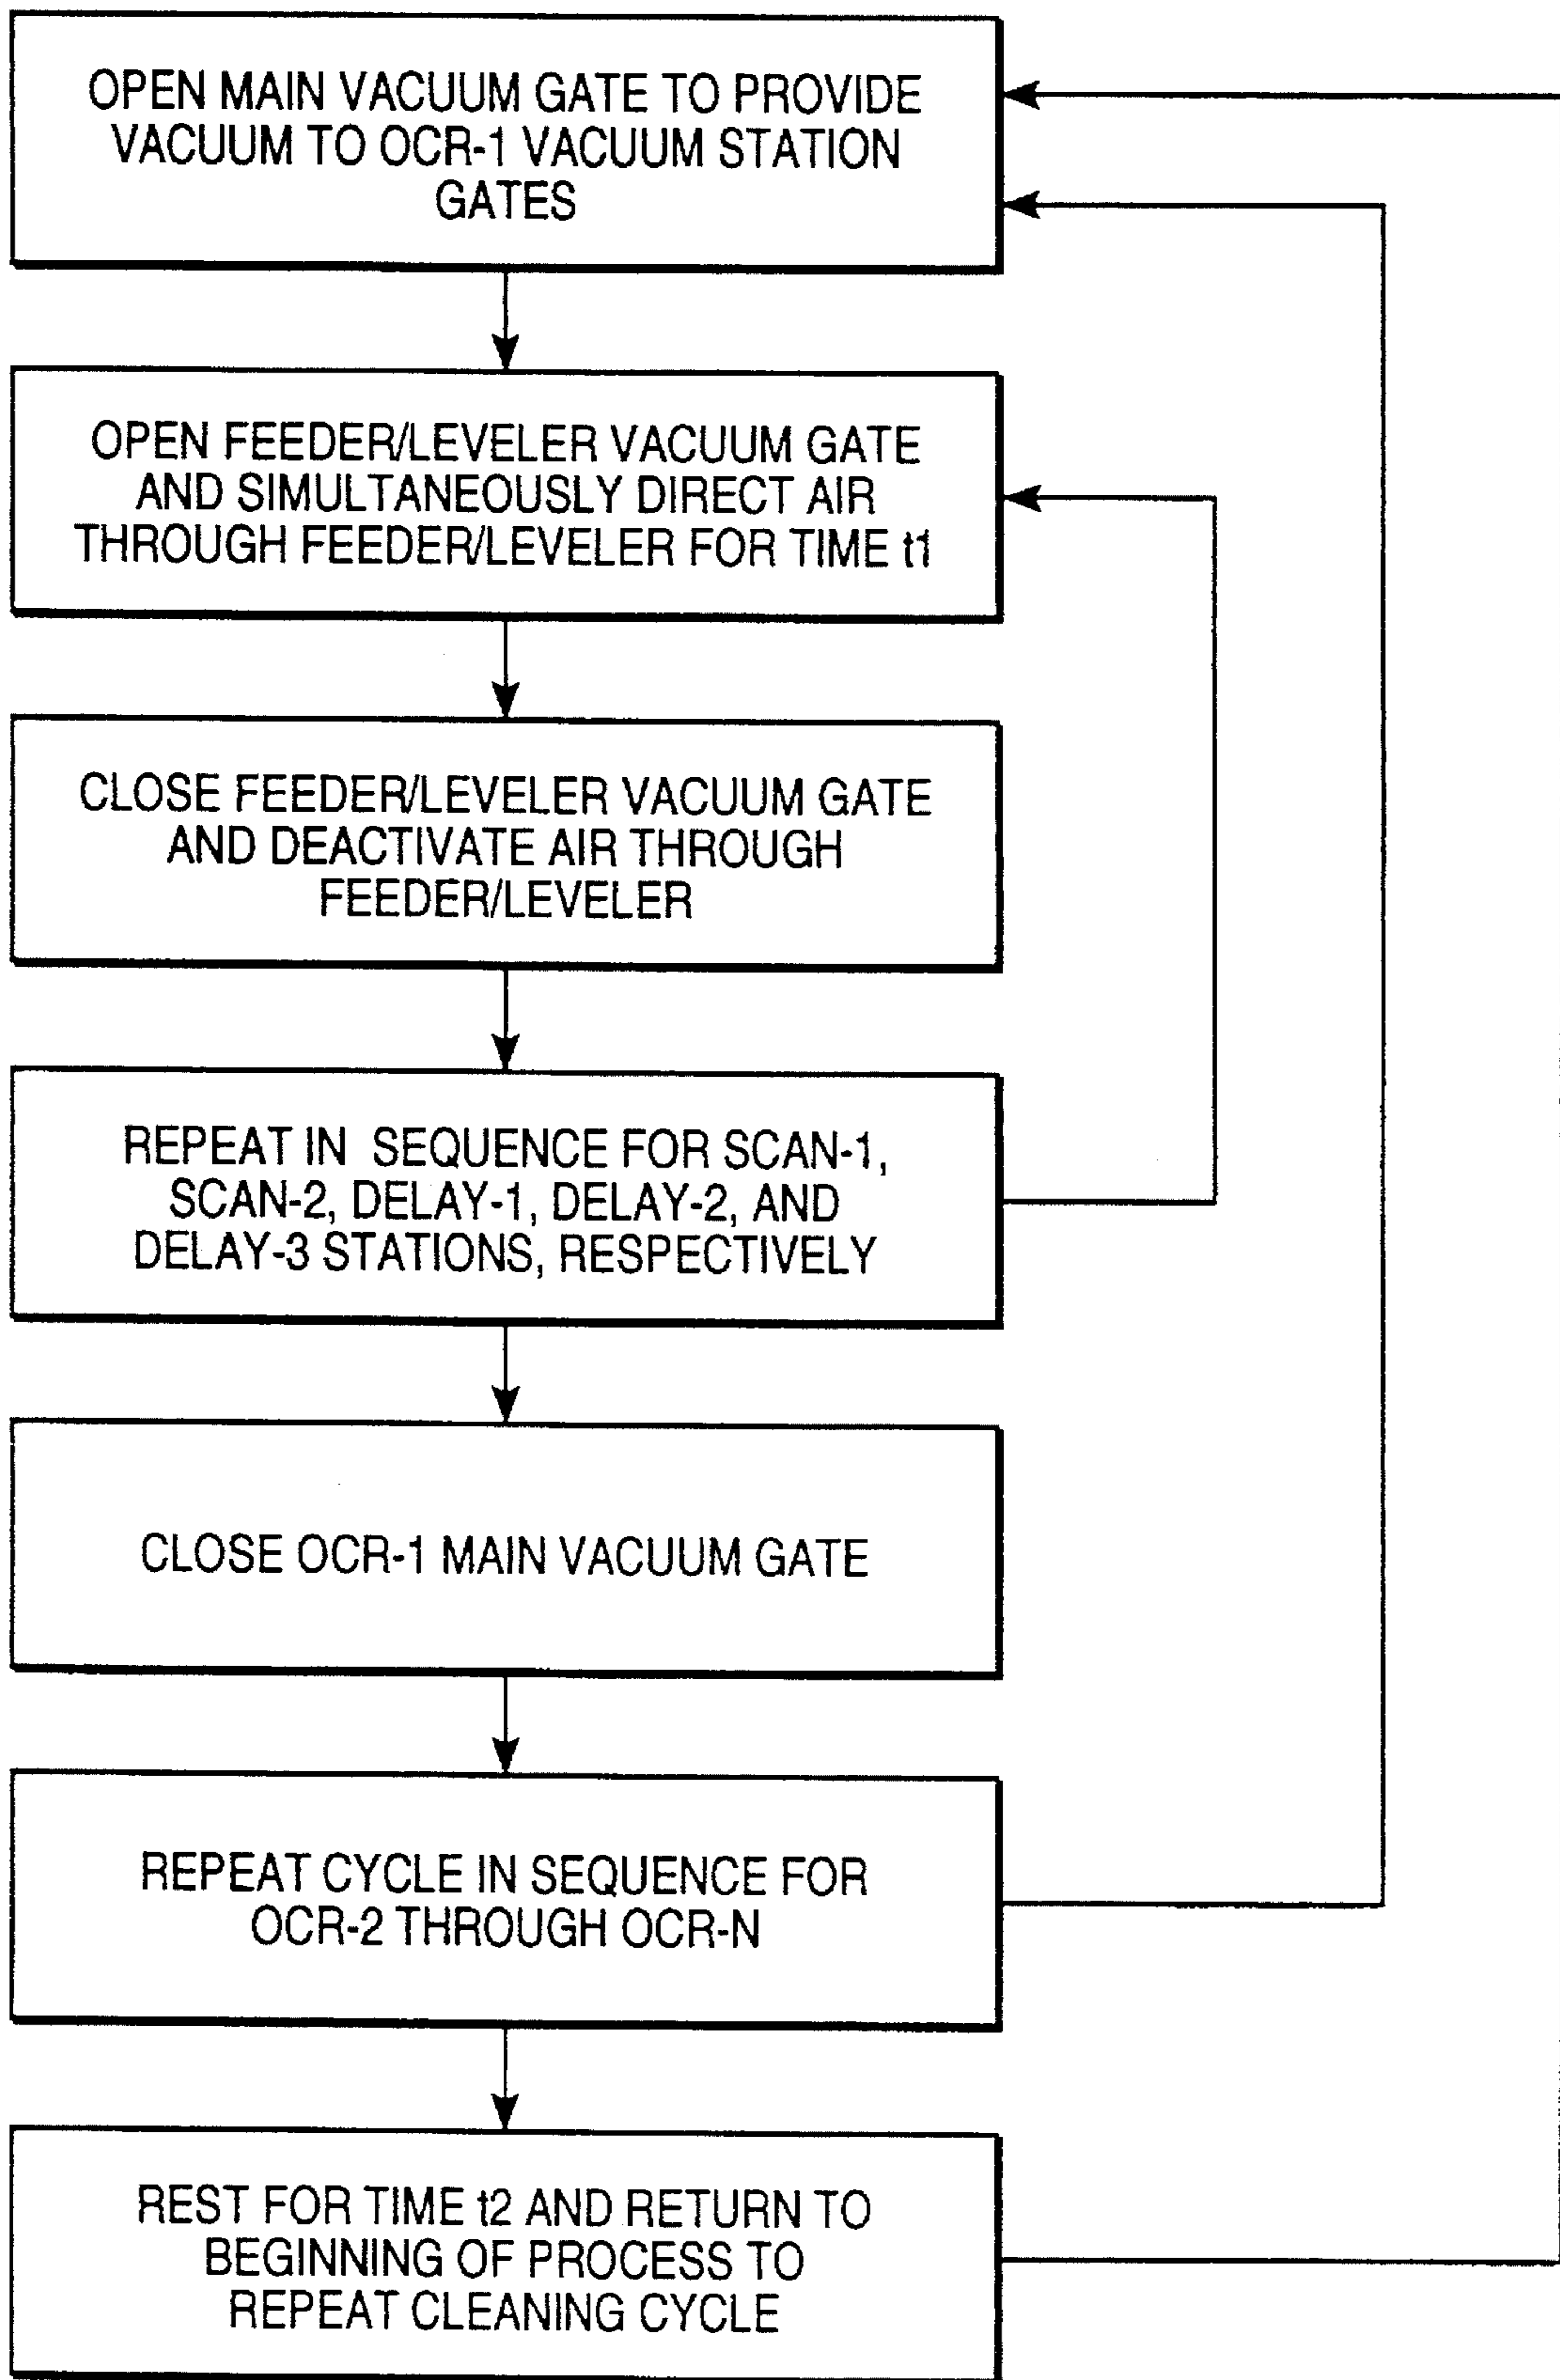 OPEN MAIN VACUUM GATE TO PROVIDE
VACUUM TO OCR-1 VACUUM STATION
GATES
OPEN FEEDER/LEVELER VACUUM GATE
AND SIMULTANEOUSLY DIRECT AIR
THROUGH FEEDER/LEVELER FOR TIME t1
CLOSE FEEDER/LEVELER VACUUM GATE
AND DEACTIVATE AIR THROUGH
FEEDER/LEVELER
REPEAT IN SEQUENCE FOR SCAN-1,
SCAN-2, DELAY-1, DELAY-2, AND
DELAY-3 STATIONS, RESPECTIVELY
CLOSE OCR-1 MAIN VACUUM GATE
REPEAT CYCLE IN SEQUENCE FOR
OCR-2 THROUGH OCR-N
REST FOR TIME t2 AND RETURN TO
BEGINNING OF PROCESS TO
REPEAT CLEANING CYCLE